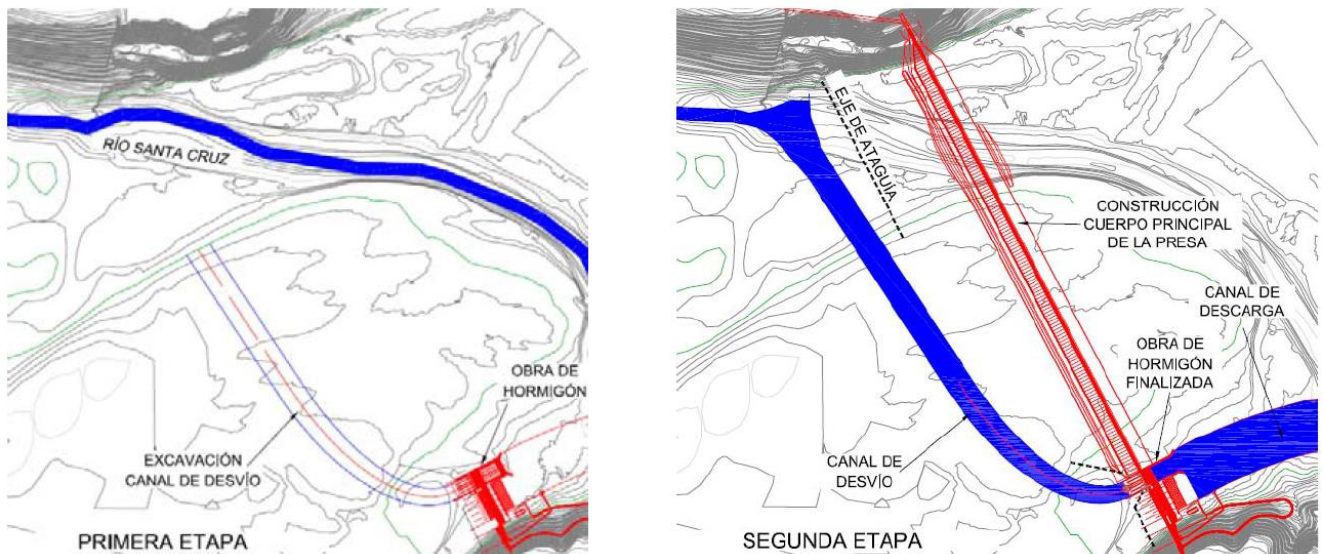 RÍO SANTA CRUZ
OBRA DE
HORMIGÓN
EXCAVACIÓN
CANAL DE DESVÍO
PRIMERA ETAPA
EJE DE ATAGUÍA
CONSTRUCCIÓN
CUERPO PRINCIPAL
DE LA PRESA
CANAL DE
DESCARGA
OBRA DE
HORMIGÓN
FINALIZADA
CANAL DE
DESVÍO
SEGUNDA ETAPA